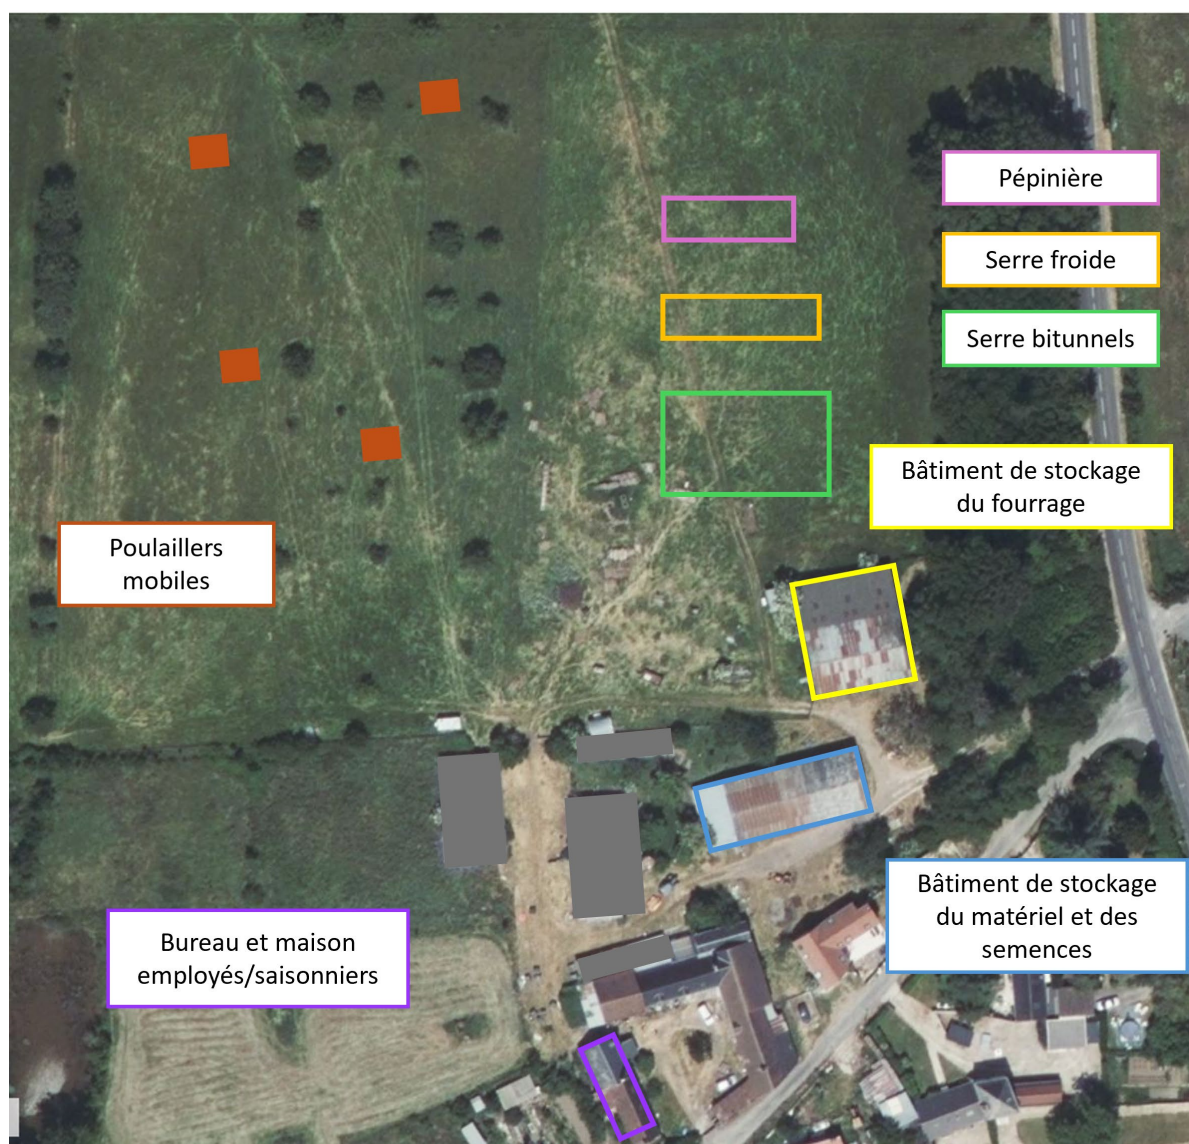 Pépinière
Serre froide
Serre bitunnels
Bâtiment de stockage
du fourrage
Poulaillers
mobiles
Bâtiment de stockage
du matériel et des
semences
Bureau et maison
employés/saisonniers